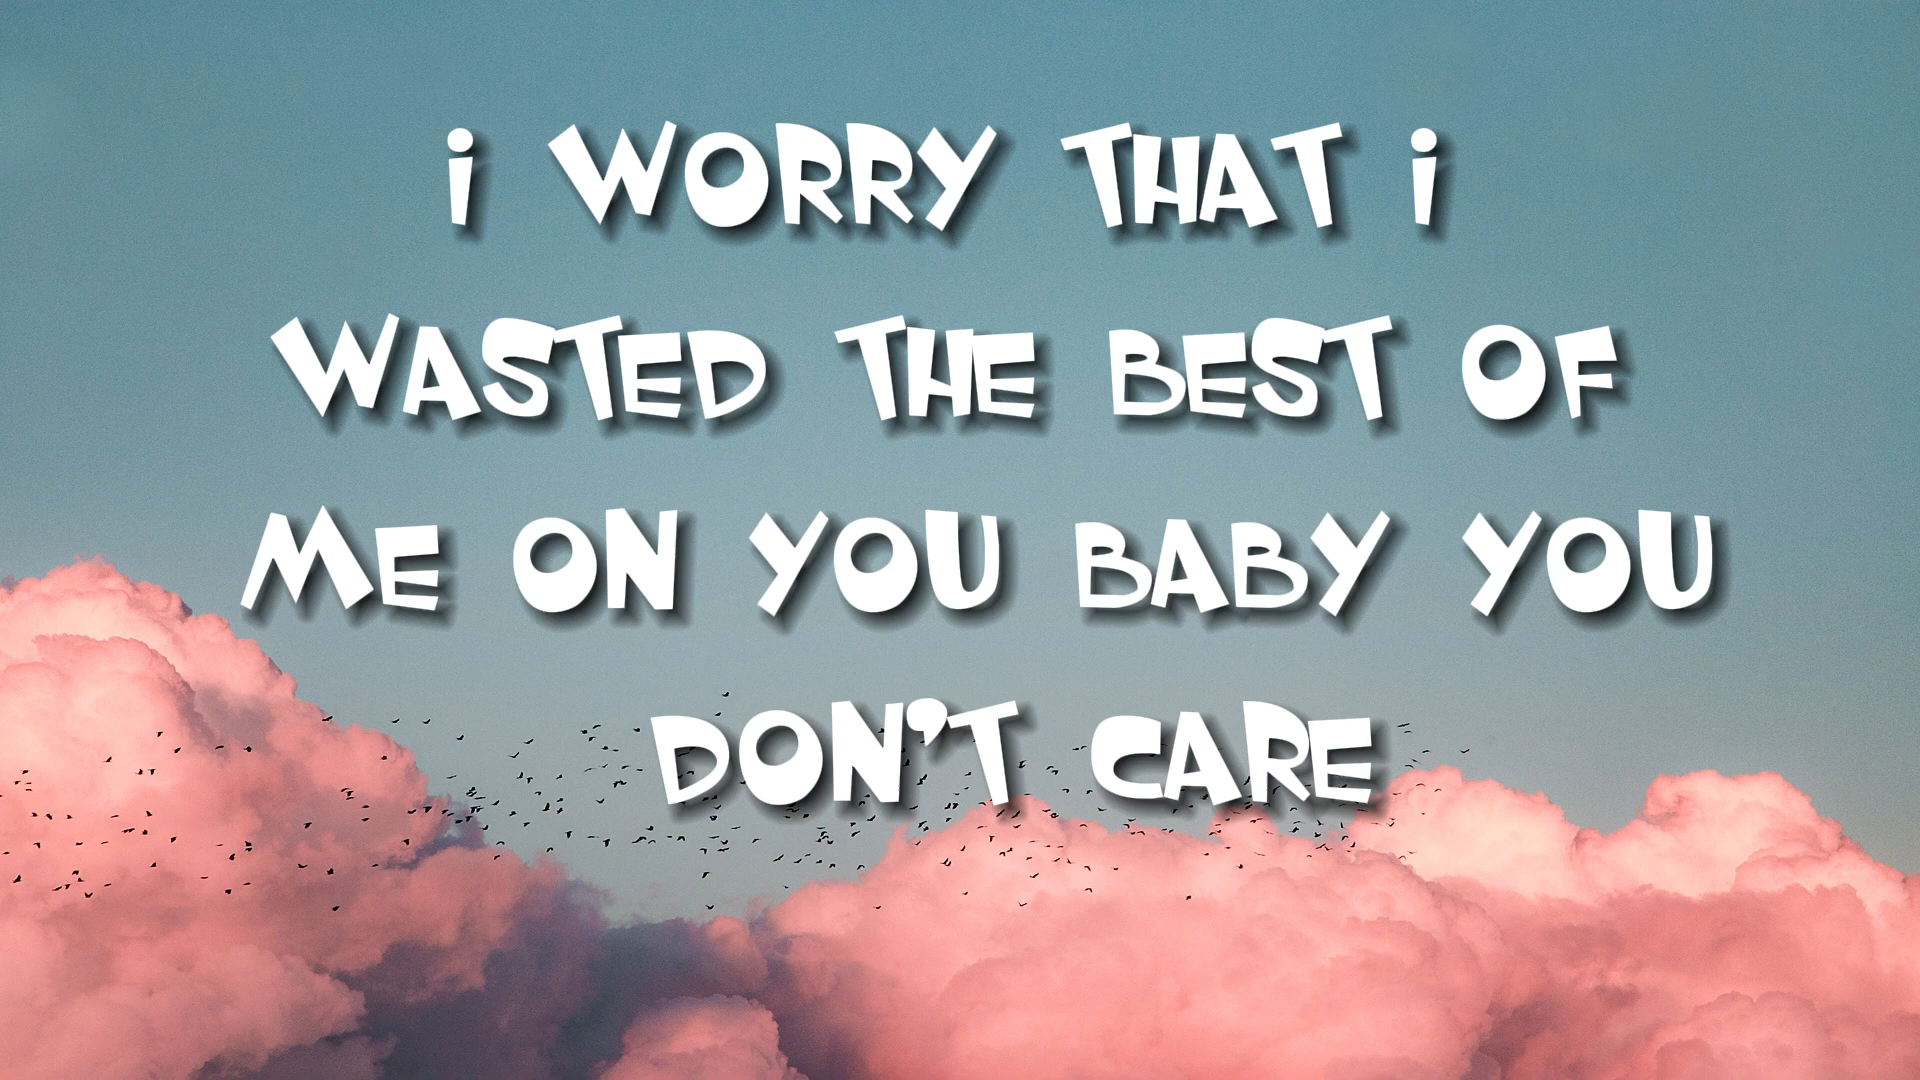 i WORRY THAT i
WASTED THE BEST OF
ME ON YOU BABY YOU
DON'T CARE